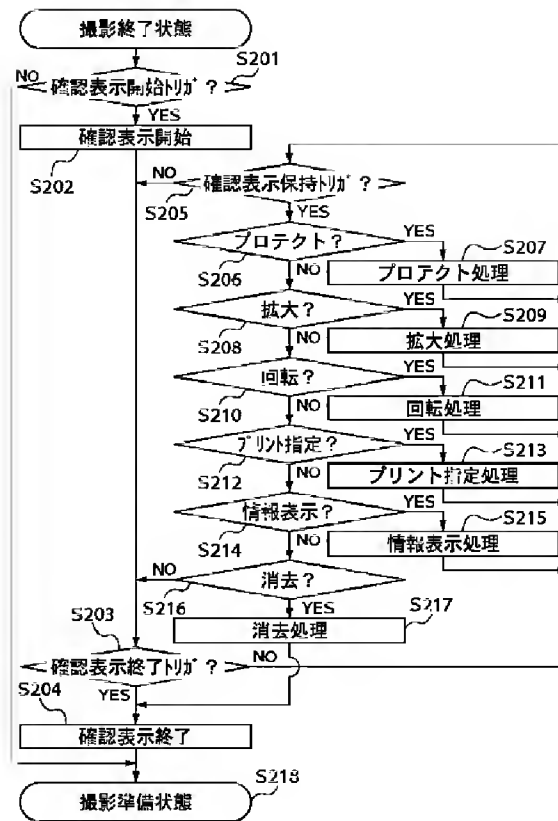 撮影終了状態
S201
NO
確認表示開始ﾄﾘｶﾞ？
YES
確認表示開始
S202
NO
確認表示保持ﾄﾘｶﾞ？
S205
YES
プロテクト？
YES
S207
S206
NO
プロテクト処理
拡大？
YES
S209
S208
NO
拡大処理
回転？
YES
S211
S210
NO
回転処理
ﾌﾟﾘﾝﾄ指定？
YES
S213
S212
NO
プリント指定処理
情報表示？
YES
S215
S214
NO
情報表示処理
NO
消去？
S216
YES
S217
消去処理
S203
確認表示終了ﾄﾘｶﾞ？
NO
S204
YES
確認表示終了
S218
撮影準備状態